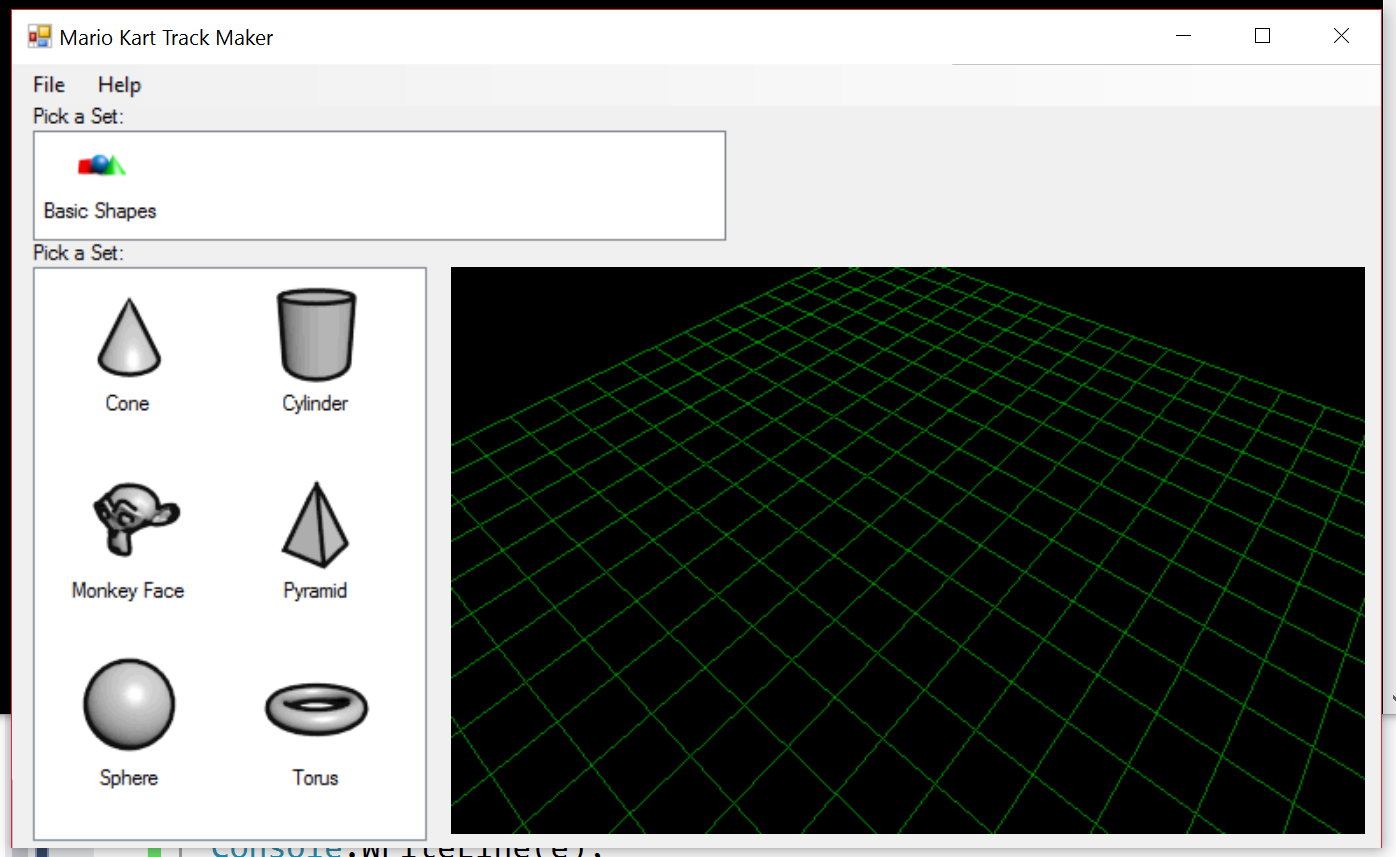 Mario Kart Track Maker
File Help
Pick a Set:
Basic Shapes
Pick a Set:
Cone Cylinder
Monkey Face Pyramid
Sphere Torus
Console.WriteLine(e);